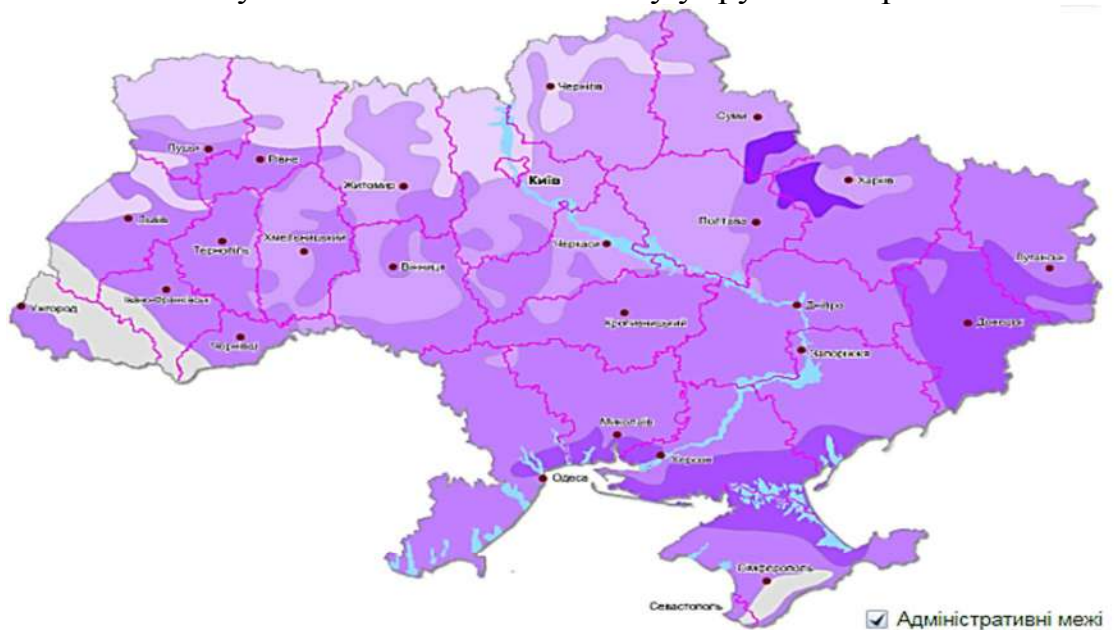 Чернігів
Суми
Луцьк
Рівне
Київ
Харків
Житомир
Львів
Полтава
Тернопіль
Хмельницький
Черкаси
Вінниця
Луганськ
Івано-Франківськ
Ужгород
Дніпро
Кропивницький
Донецьк
Чернівці
Запоріжжя
Миколаїв
Херсон
Одеса
Сімферополь
Севастополь
Адміністративні межі